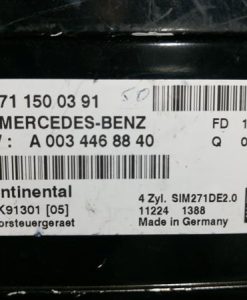 71 150 03 91 50
MERCEDES-BENZ FD 1
: A 003 446 88 40 Q 0
ontinental 4 Zyl. SIM271DE2.0
K91301 [05] 11224 1388
orsteuergeraet Made in Germany